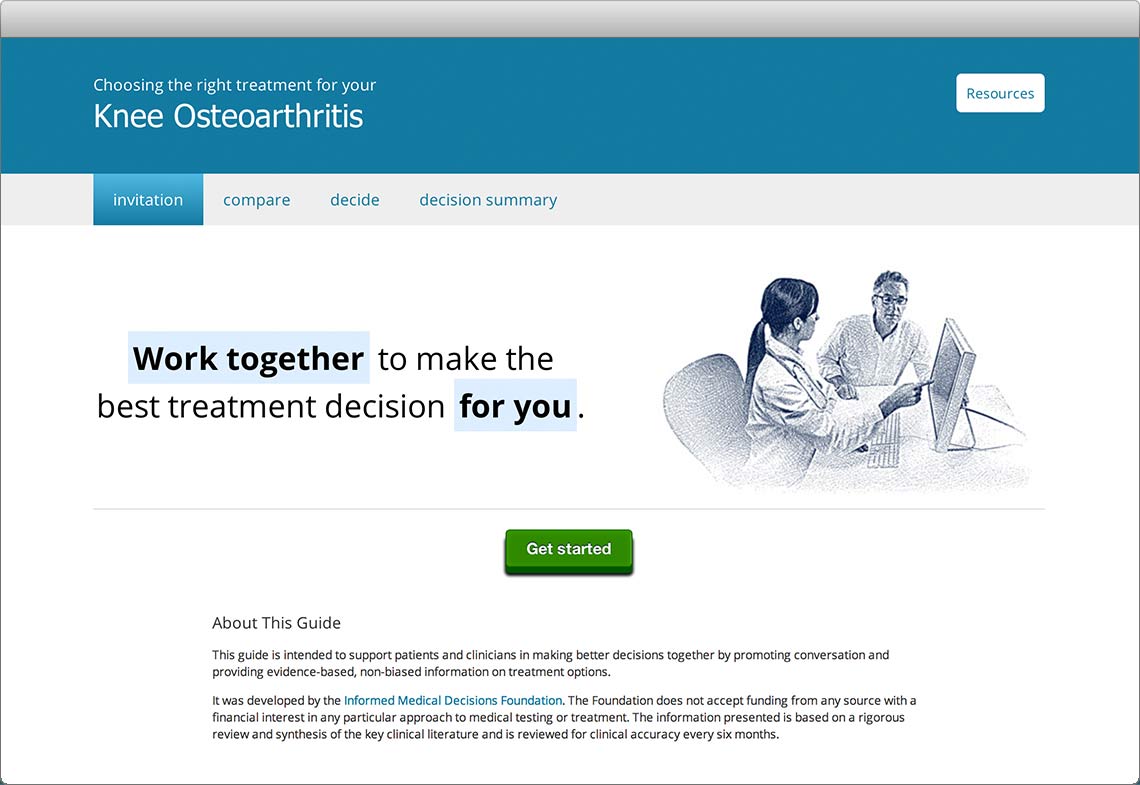 Choosing the right treatment for your
Knee Osteoarthritis
Resources
invitation
compare
decide
decision summary
Work together to make the
best treatment decision for you.
Get started
About This Guide
This guide is intended to support patients and clinicians in making better decisions together by promoting conversation and
providing evidence-based, non-biased information on treatment options.
It was developed by the Informed Medical Decisions Foundation. The Foundation does not accept funding from any source with a
financial interest in any particular approach to medical testing or treatment. The information presented is based on a rigorous
review and synthesis of the key clinical literature and is reviewed for clinical accuracy every six months.